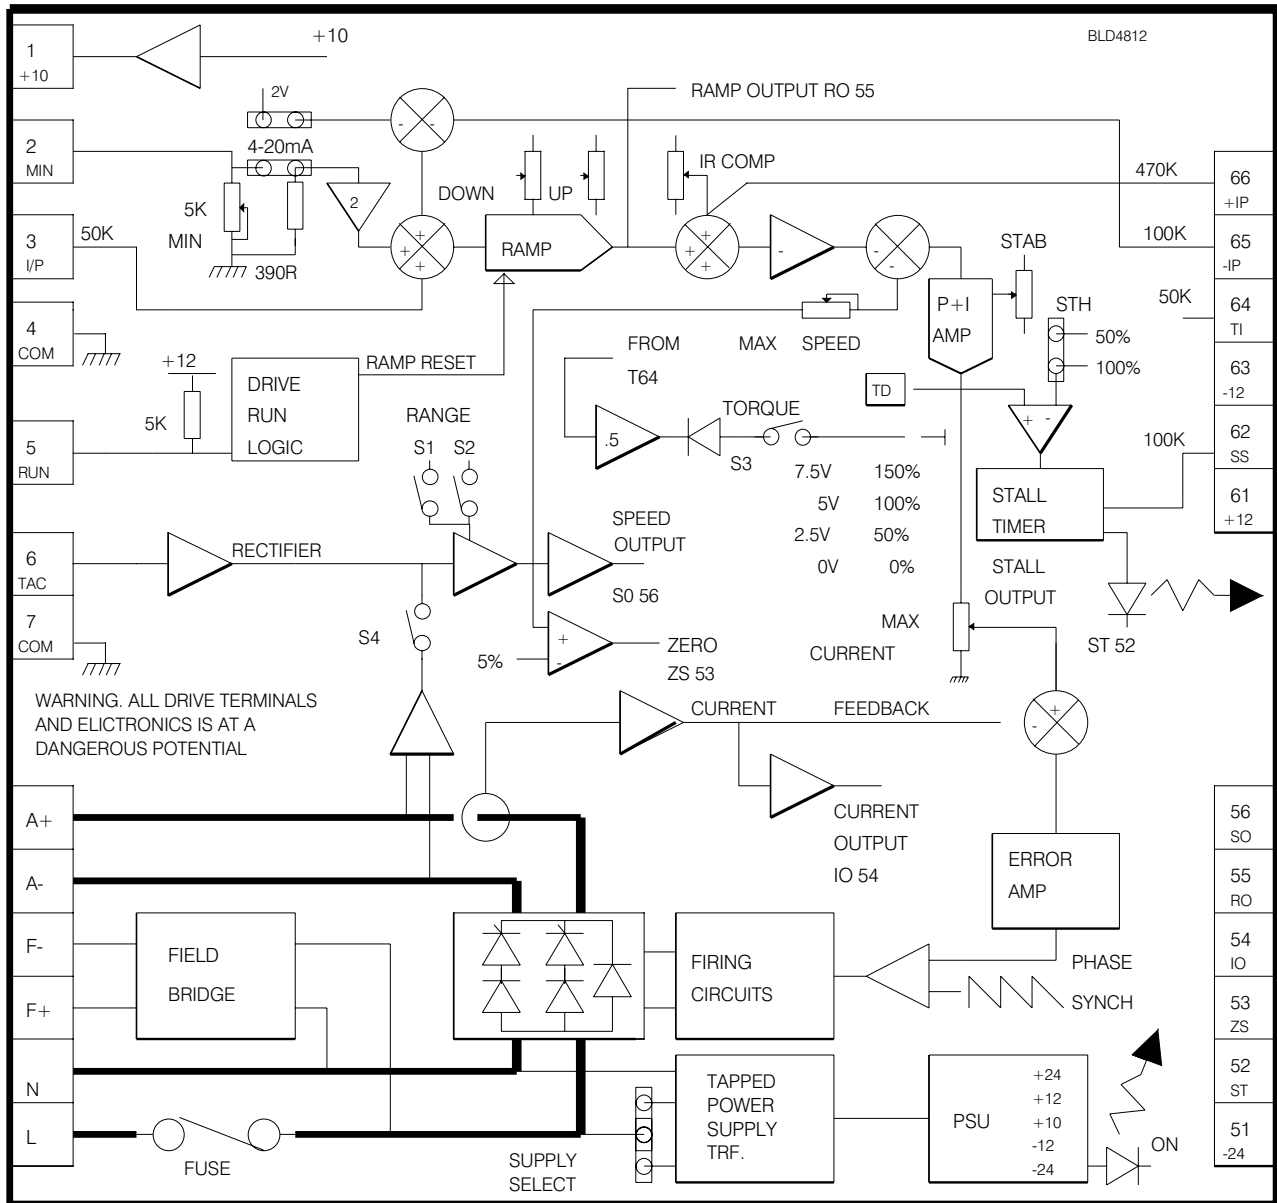 BLD4812
1
+10
+10
2V
RAMP OUTPUT RO 55
2
MIN
4-20mA
IR COMP
470K
66
+IP
DOWN
UP
5K
MIN
390R
2
3
I/P
50K
+
+
+
RAMP
+
+
+
-
-
-
-
-
100K
65
-IP
STAB
4
COM
P+I
AMP
STH
50%
100%
50K
64
TI
63
-12
FROM
T64
MAX SPEED
+12
5K
DRIVE
RUN
LOGIC
RAMP RESET
TD
+ -
5
RUN
RANGE
S1 S2
.5
TORQUE
S3
7.5V 150%
5V 100%
2.5V 50%
0V 0%
100K
62
SS
STALL
TIMER
61
+12
SPEED
OUTPUT
S0 56
6
TAC
RECTIFIER
STALL
OUTPUT
ST 52
7
COM
S4
+
-
5%
ZERO
ZS 53
MAX
CURRENT
WARNING. ALL DRIVE TERMINALS
AND ELICTRONICS IS AT A
DANGEROUS POTENTIAL
CURRENT FEEDBACK
+
-
A+
CURRENT
OUTPUT
IO 54
56
SO
A-
ERROR
AMP
55
RO
F-
FIELD
BRIDGE
FIRING
CIRCUITS
PHASE
SYNCH
54
IO
F+
53
ZS
N
TAPPED
POWER
SUPPLY
TRF.
PSU
+24
+12
+10
-12
-24
52
ST
L
FUSE
SUPPLY
SELECT
ON
51
-24